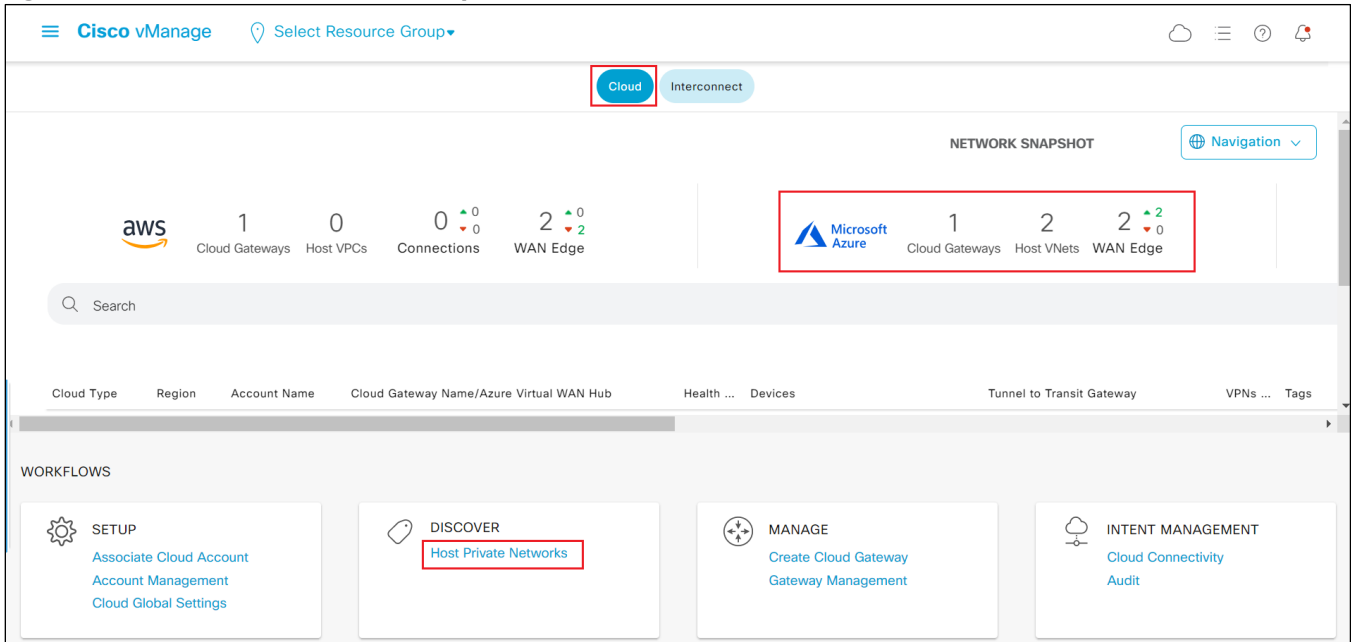 Cisco vManage
Select Resource Group
Cloud
Interconnect
NETWORK SNAPSHOT
Navigation
aws
1
Cloud Gateways
0
Host VPCs
0
0
0
Connections
2
0
2
WAN Edge
Microsoft
Azure
1
Cloud Gateways
2
Host VNets
2
2
0
WAN Edge
Search
Cloud Type Region Account Name Cloud Gateway Name/Azure Virtual WAN Hub Health ... Devices Tunnel to Transit Gateway VPNs ... Tags
WORKFLOWS
SETUP
Associate Cloud Account
Account Management
Cloud Global Settings
DISCOVER
Host Private Networks
MANAGE
Create Cloud Gateway
Gateway Management
INTENT MANAGEMENT
Cloud Connectivity
Audit